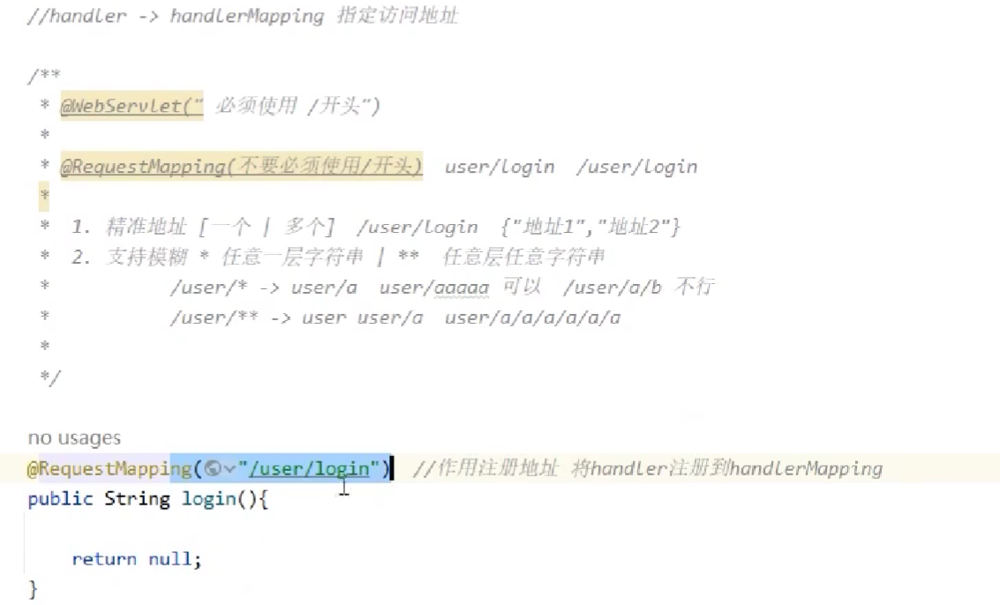 //handler -> handlerMapping 指定访问地址
/**
* @WebServlet(" 必须使用 /开头")
*
* @RequestMapping(不要必须使用/开头) user/login /user/login
*
* 1. 精准地址 [一个 | 多个] /user/login {"地址1","地址2"}
* 2. 支持模糊 * 任意一层字符串 | ** 任意层任意字符串
* /user/* -> user/a user/aaaaa 可以 /user/a/b 不行
* /user/** -> user user/a user/a/a/a/a/a/a
*
*/
no usages
@RequestMapping("/user/login") //作用注册地址 将handler注册到handlerMapping
public String login(){
return null;
}